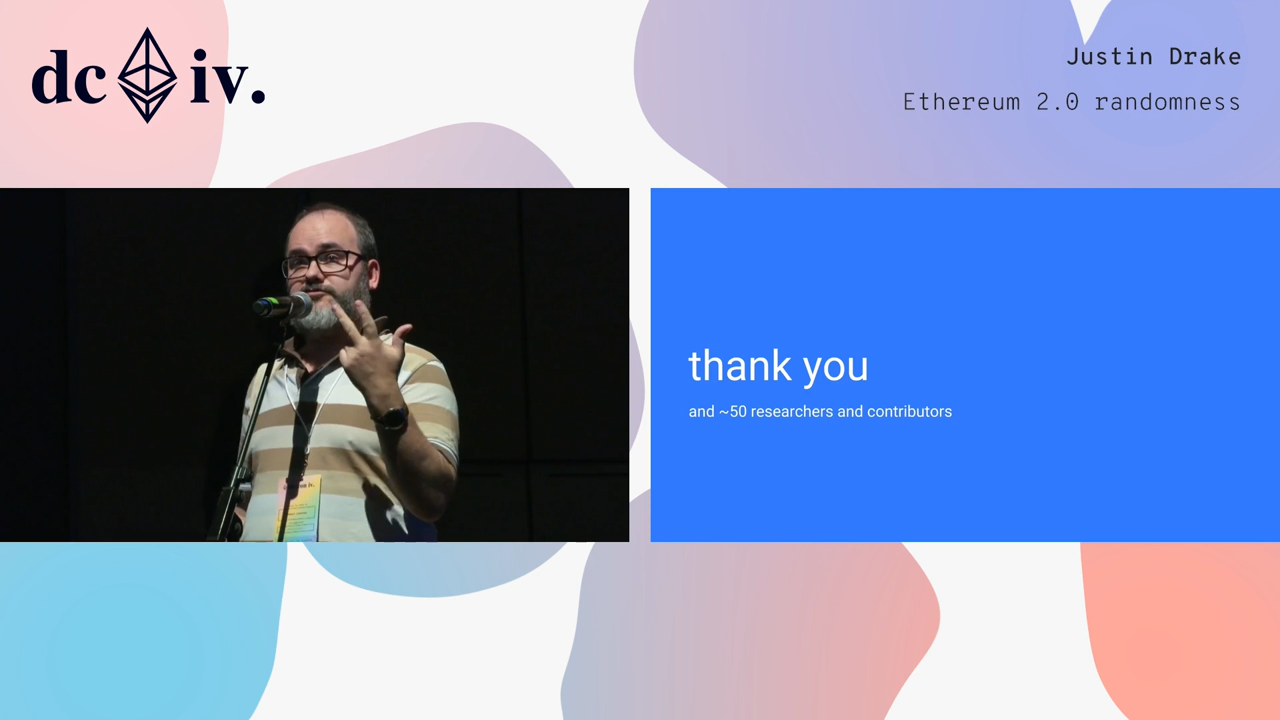 dc iv.
Justin Drake
Ethereum 2.0 randomness
thank you
and ~50 researchers and contributors